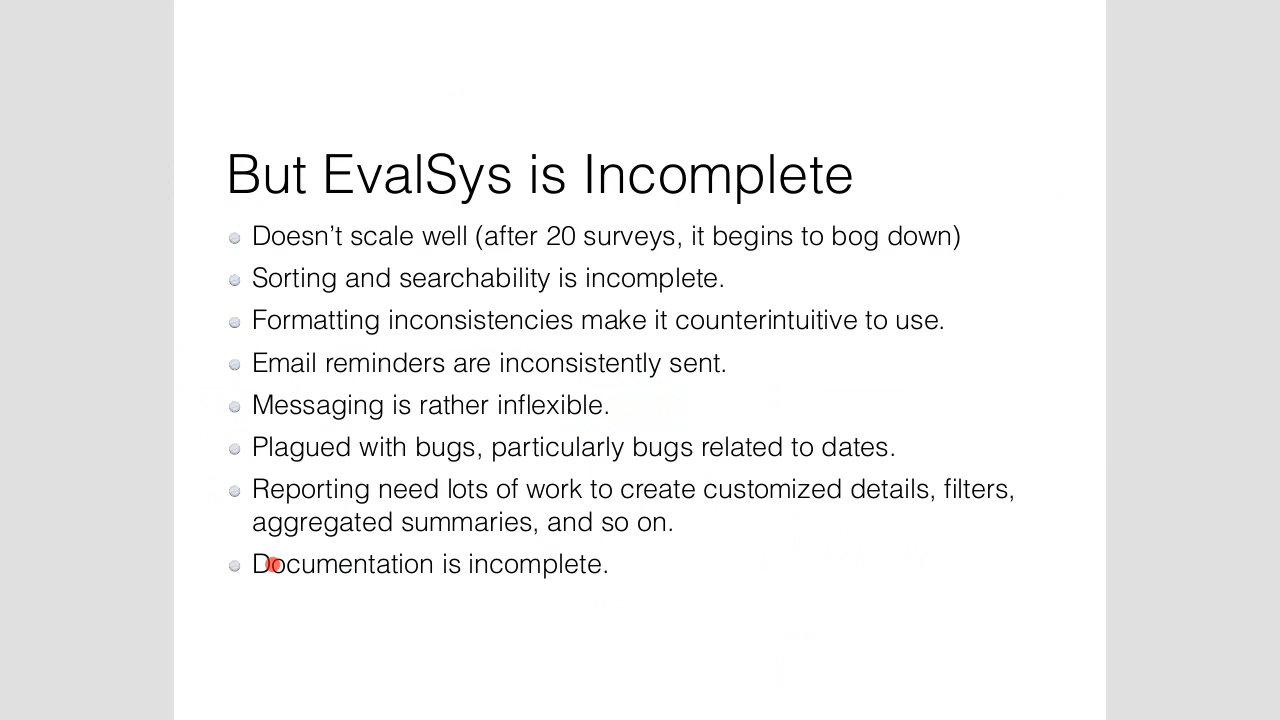 But EvalSys is Incomplete
Doesn’t scale well (after 20 surveys, it begins to bog down)
Sorting and searchability is incomplete.
Formatting inconsistencies make it counterintuitive to use.
Email reminders are inconsistently sent.
Messaging is rather inflexible.
Plagued with bugs, particularly bugs related to dates.
Reporting need lots of work to create customized details, filters,
aggregated summaries, and so on.
Documentation is incomplete.